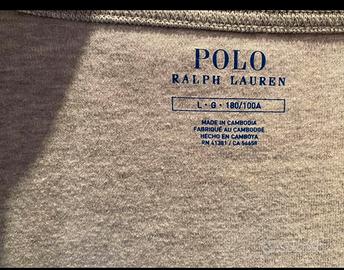 POLO
RALPH LAUREN
L • G • 180/100A
MADE IN CAMBODIA
FABRIQUÉ AU CAMBODGE
HECHO EN CAMBOYA
RN 41381 / CA 56658